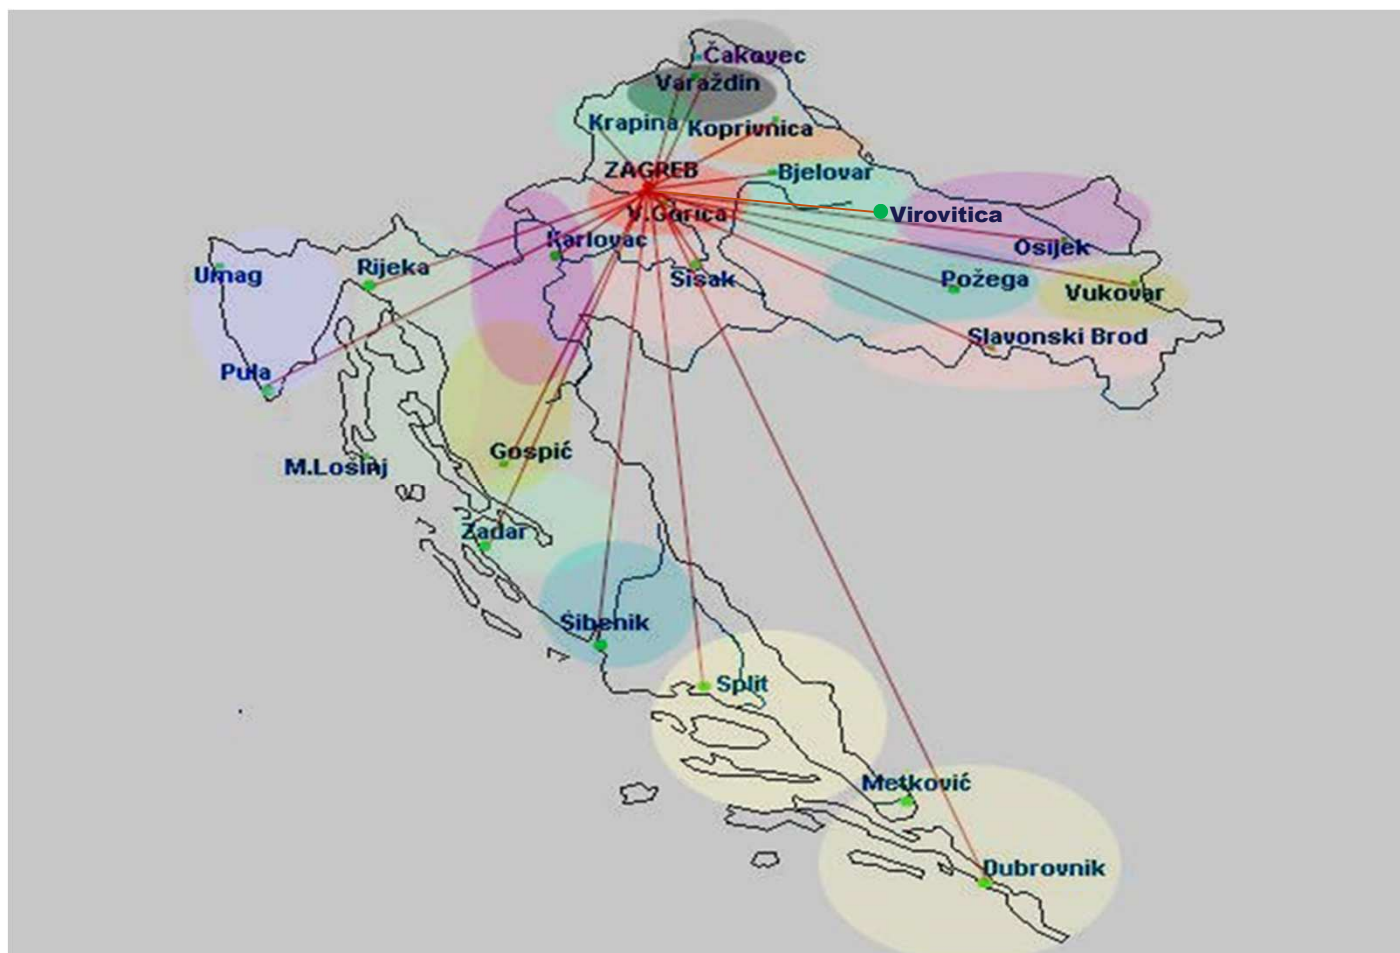 Čakovec
Varaždin
Krapina
Koprivnica
ZAGREB
Bjelovar
V.Gorica
Virovitica
Karlovac
Osijek
Umag
Rijeka
Sisak
Požega
Vukovar
Slavonski Brod
Pula
Gospić
M.Losinj
Zadar
Šibenik
Split
Metković
Dubrovnik